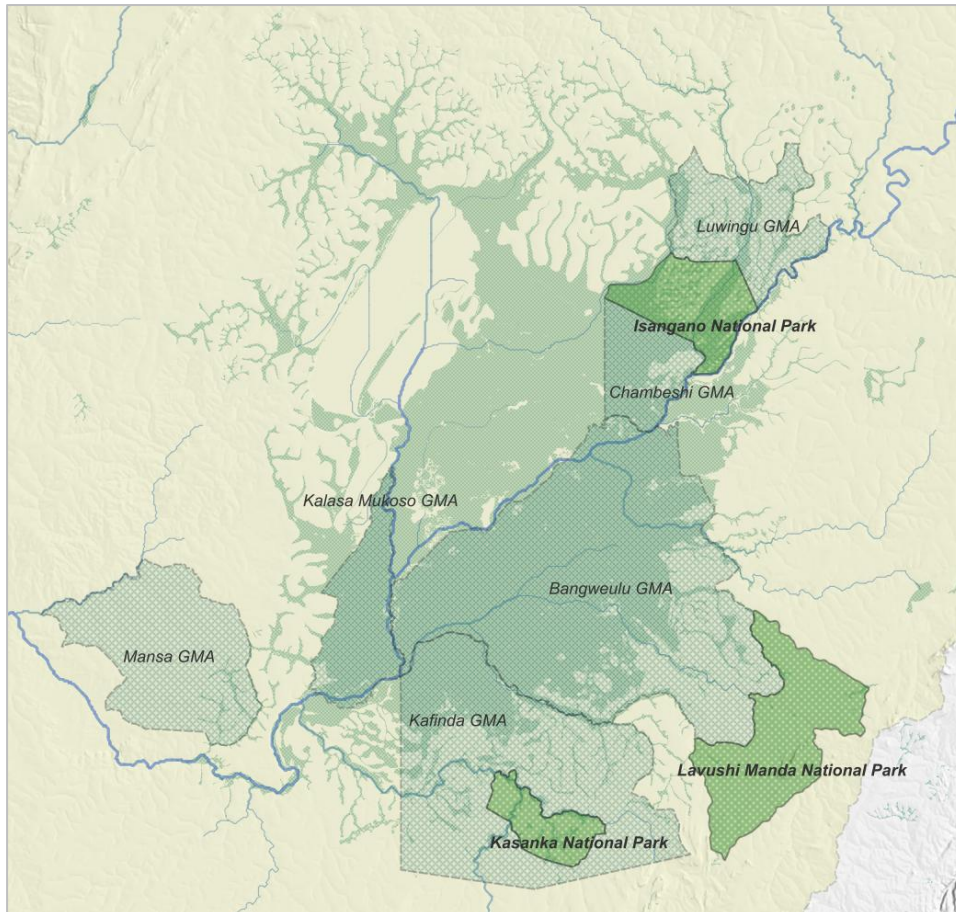 Luwingu GMA
Isangano National Park
Chambeshi GMA
Kalasa Mukoso GMA
Bangweulu GMA
Mansa GMA
Kafinda GMA
Lavushi Manda National Park
Kasanka National Park